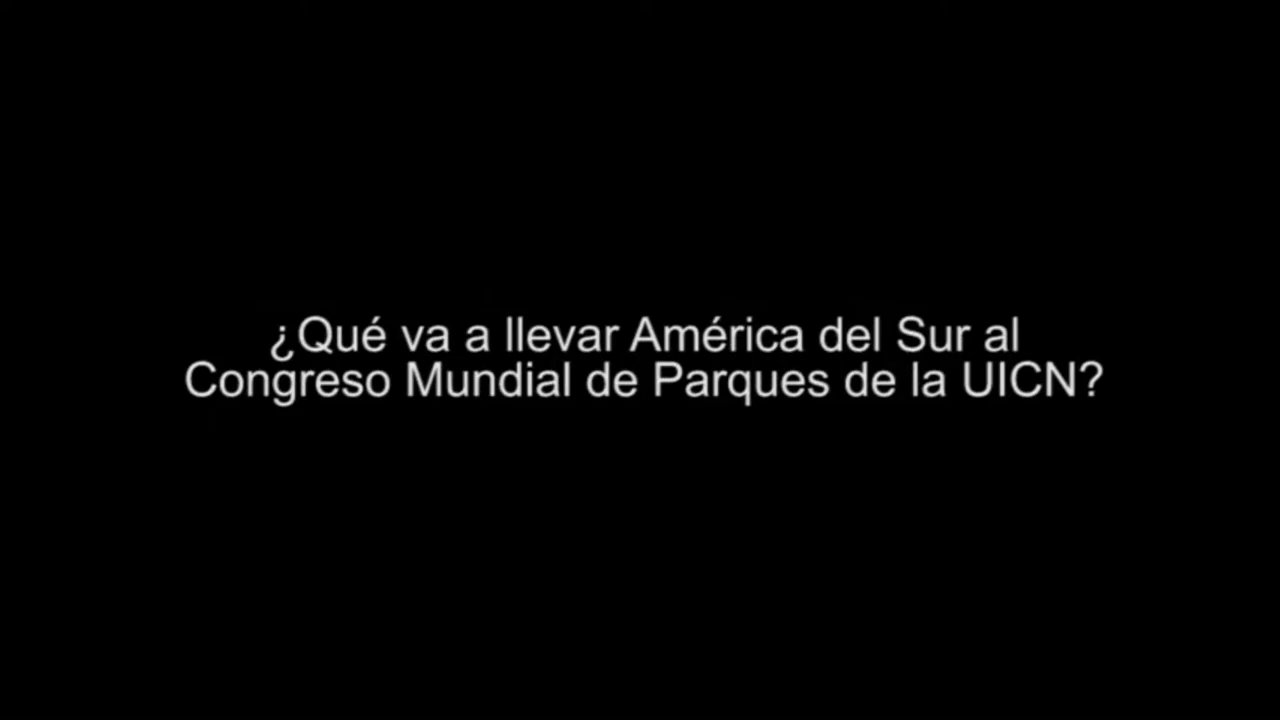 ¿Qué va a llevar América del Sur al
Congreso Mundial de Parques de la UICN?